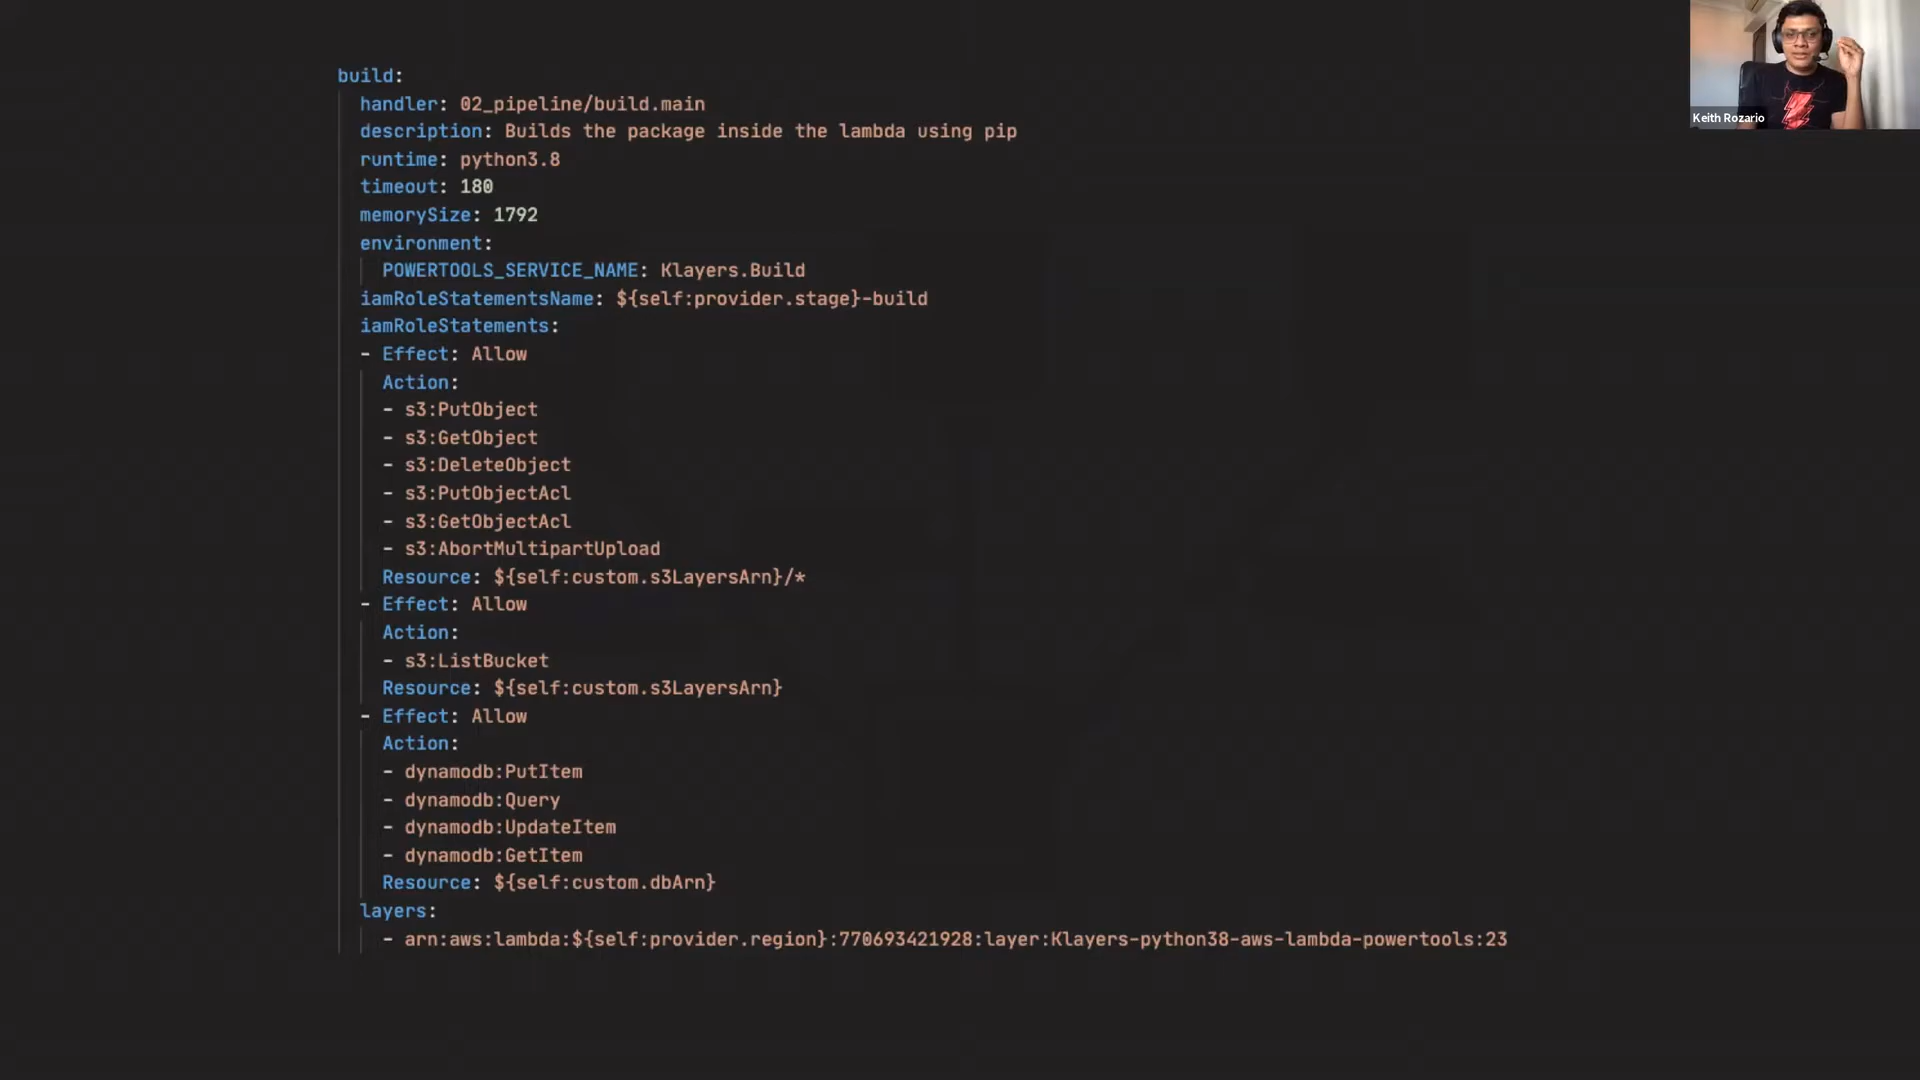 build:
handler: 02_pipeline/build.main
description: Builds the package inside the lambda using pip
runtime: python3.8
timeout: 180
memorySize: 1792
environment:
POWERTOOLS_SERVICE_NAME: Klayers.Build
iamRoleStatementsName: ${self:provider.stage}-build
iamRoleStatements:
- Effect: Allow
Action:
- s3:PutObject
- s3:GetObject
- s3:DeleteObject
- s3:PutObjectAcl
- s3:GetObjectAcl
- s3:AbortMultipartUpload
Resource: ${self:custom.s3LayersArn}/*
- Effect: Allow
Action:
- s3:ListBucket
Resource: ${self:custom.s3LayersArn}
- Effect: Allow
Action:
- dynamodb:PutItem
- dynamodb:Query
- dynamodb:UpdateItem
- dynamodb:GetItem
Resource: ${self:custom.dbArn}
layers:
- arn:aws:lambda:${self:provider.region}:770693421928:layer:Klayers-python38-aws-lambda-powertools:23
Keith Rozario